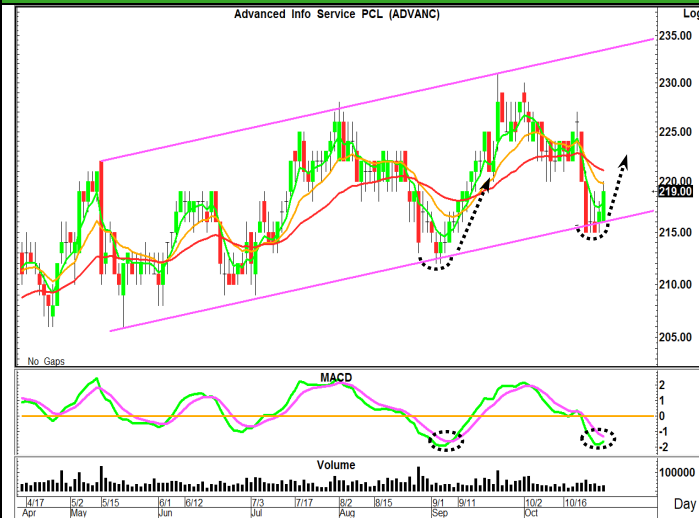 Advanced Info Service PCL (ADVANC)
Log
235.00
230.00
225.00
220.00
219.00
215.00
210.00
205.00
No Gaps
MACD
2
1
0
-1
-2
Volume
100000
4/17 5/2 5/15 6/1 6/12 7/3 7/17 8/2 8/15 9/1 9/11 10/2 10/16
Apr May Jun Jul Aug Sep Oct Day